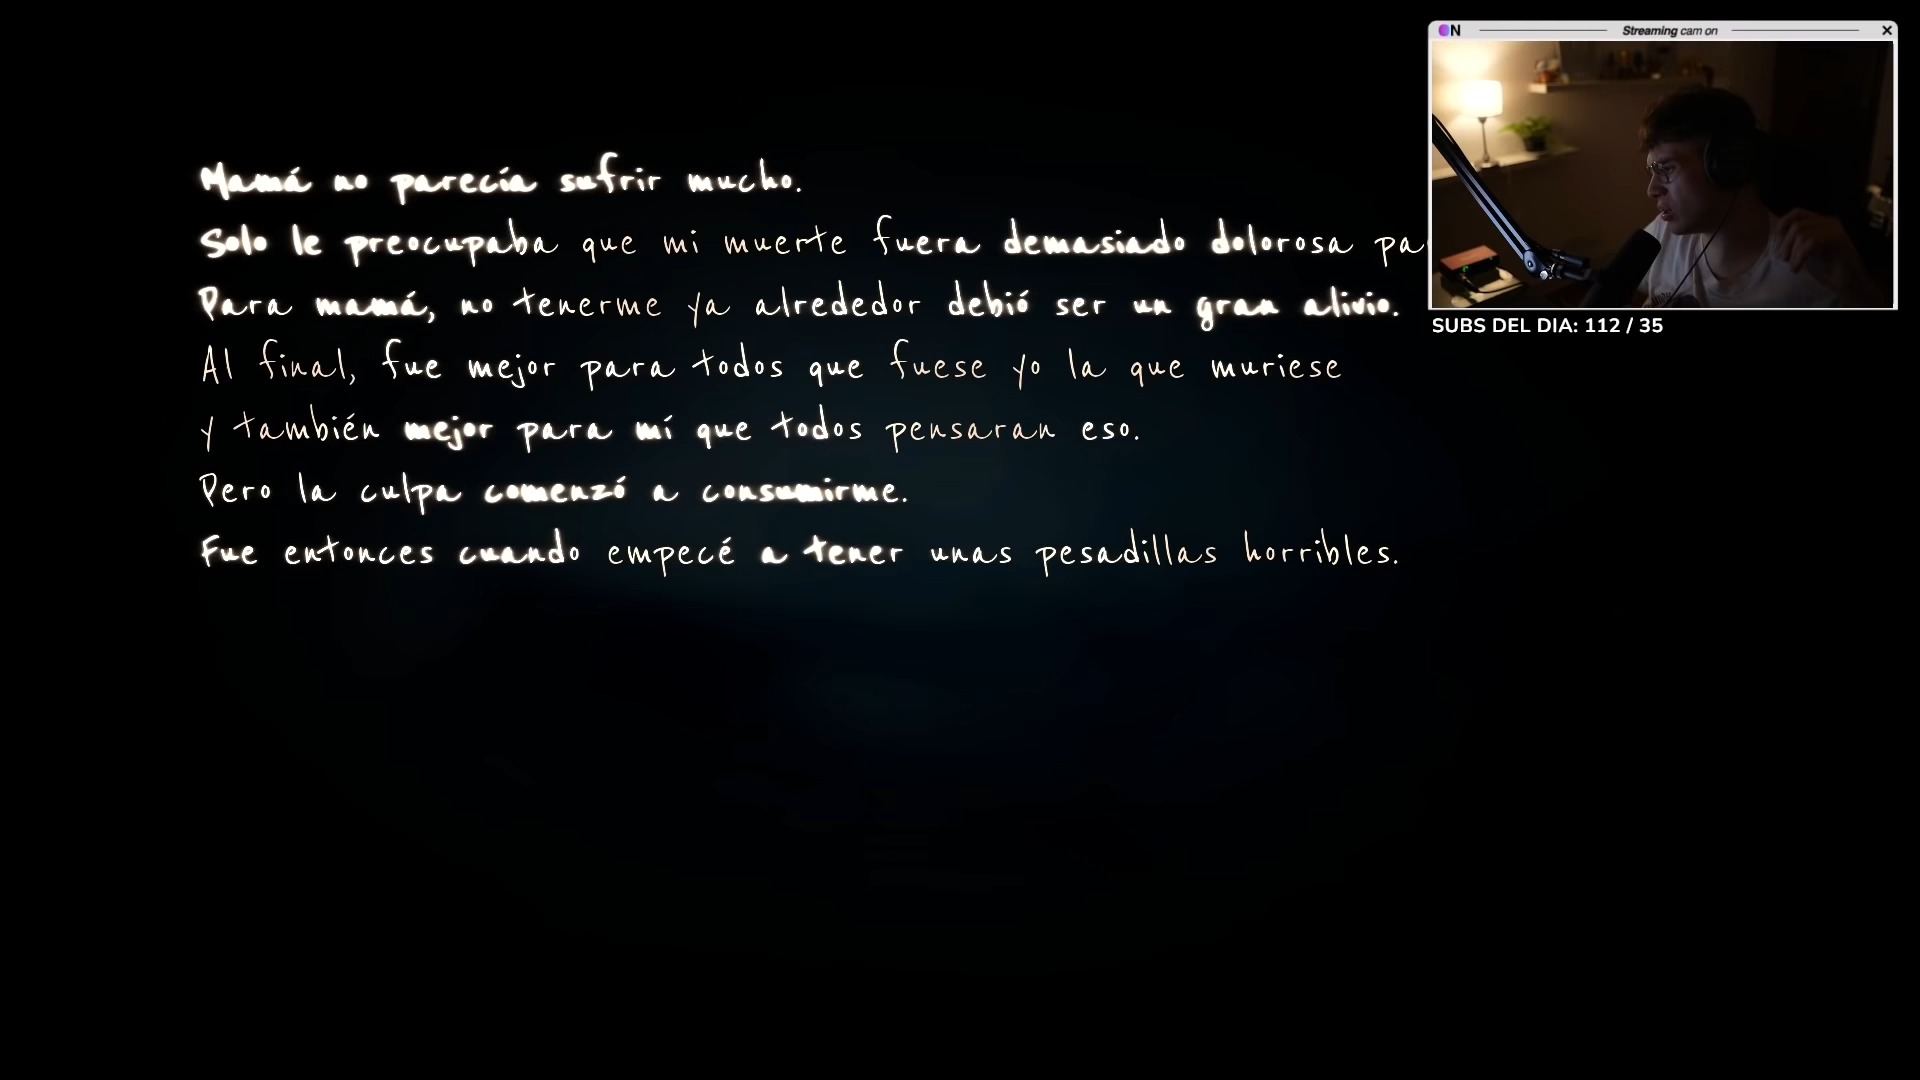 ON Streaming cam on
Mamá no parecía sufrir mucho.
Solo le preocupaba que mi muerte fuera demasiado dolorosa pa
Para mamá, no tenerme ya alrededor debió ser un gran alivio.
SUBS DEL DIA: 112 / 35
Al final, fue mejor para todos que fuese yo la que muriese
y también mejor para mí que todos pensaran eso.
Pero la culpa comenzó a consumirme.
Fue entonces cuando empecé a tener unas pesadillas horribles.